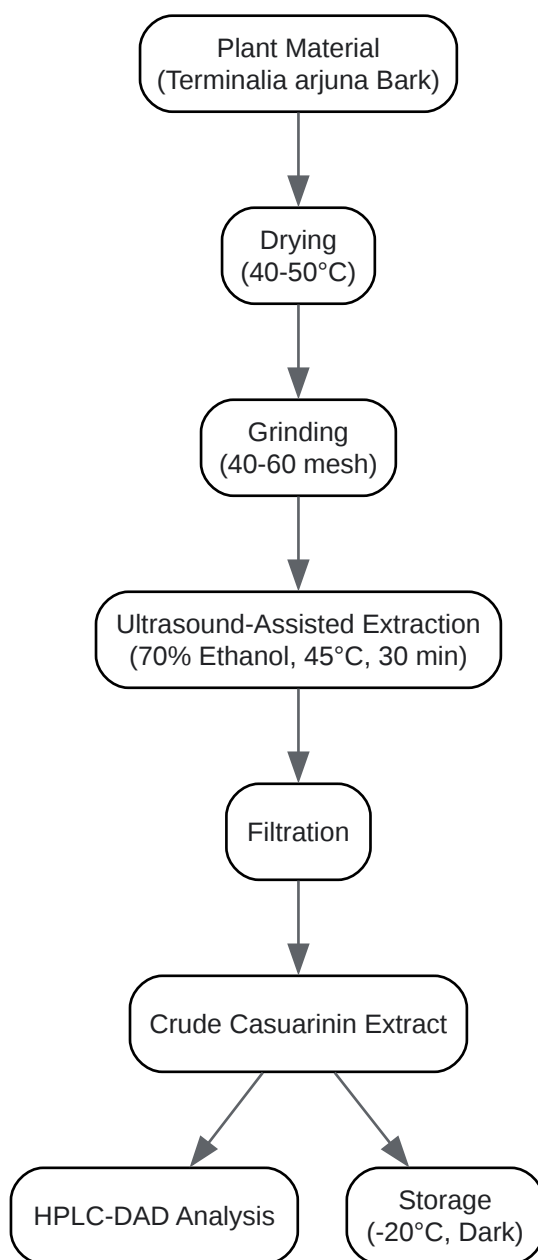 Plant Material
(Terminalia arjuna Bark)
Drying
(40-50°C)
Grinding
(40-60 mesh)
Ultrasound-Assisted Extraction
(70% Ethanol, 45°C, 30 min)
Filtration
Crude Casuarinin Extract
HPLC-DAD Analysis
Storage
(-20°C, Dark)